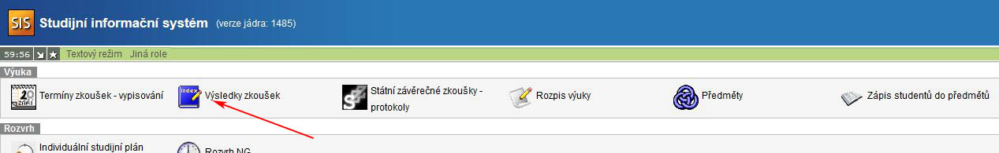 SIS Studijní informační systém (verze jádra: 1485)
59:56 Textový režim Jiná role
Výuka
20 ZÁŘÍ Termíny zkoušek - vypisování
Index Výsledky zkoušek
SZZ Státní závěrečné zkoušky -
protokoly
Rozpis výuky
Předměty
Zápis studentů do předmětů
Rozvrh
Individuální studijní plán
Rozvrh NG